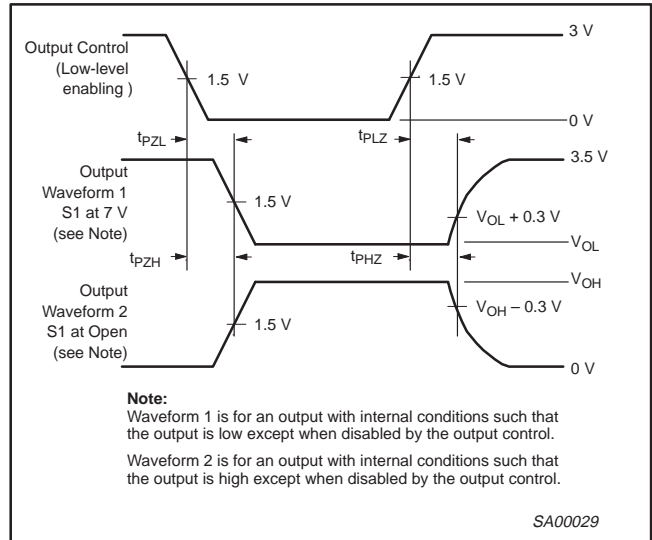 3 V
Output Control
(Low-level
enabling )
1.5 V
1.5 V
0 V
tPZL
tPLZ
3.5 V
Output
Waveform 1
S1 at 7 V
(see Note)
1.5 V
VOL + 0.3 V
VOL
tPZH
tPHZ
VOH
Output
Waveform 2
S1 at Open
(see Note)
1.5 V
VOH – 0.3 V
0 V
Note:
Waveform 1 is for an output with internal conditions such that
the output is low except when disabled by the output control.
Waveform 2 is for an output with internal conditions such that
the output is high except when disabled by the output control.
SA00029